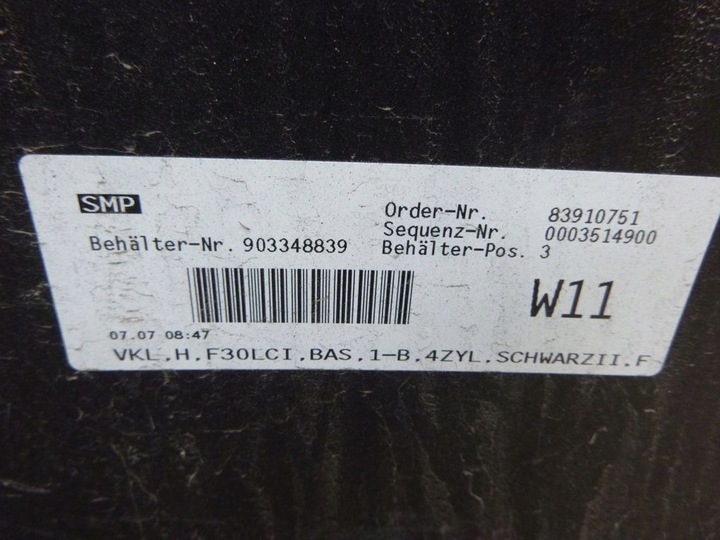 SMP
Order-Nr. 83910751
Sequenz-Nr. 0003514900
Behälter-Nr. 903348839 Behälter-Pos. 3
W11
07.07 08:47
VKL.H.F30LCI.BAS.1-B.4ZYL.SCHWARZII.F